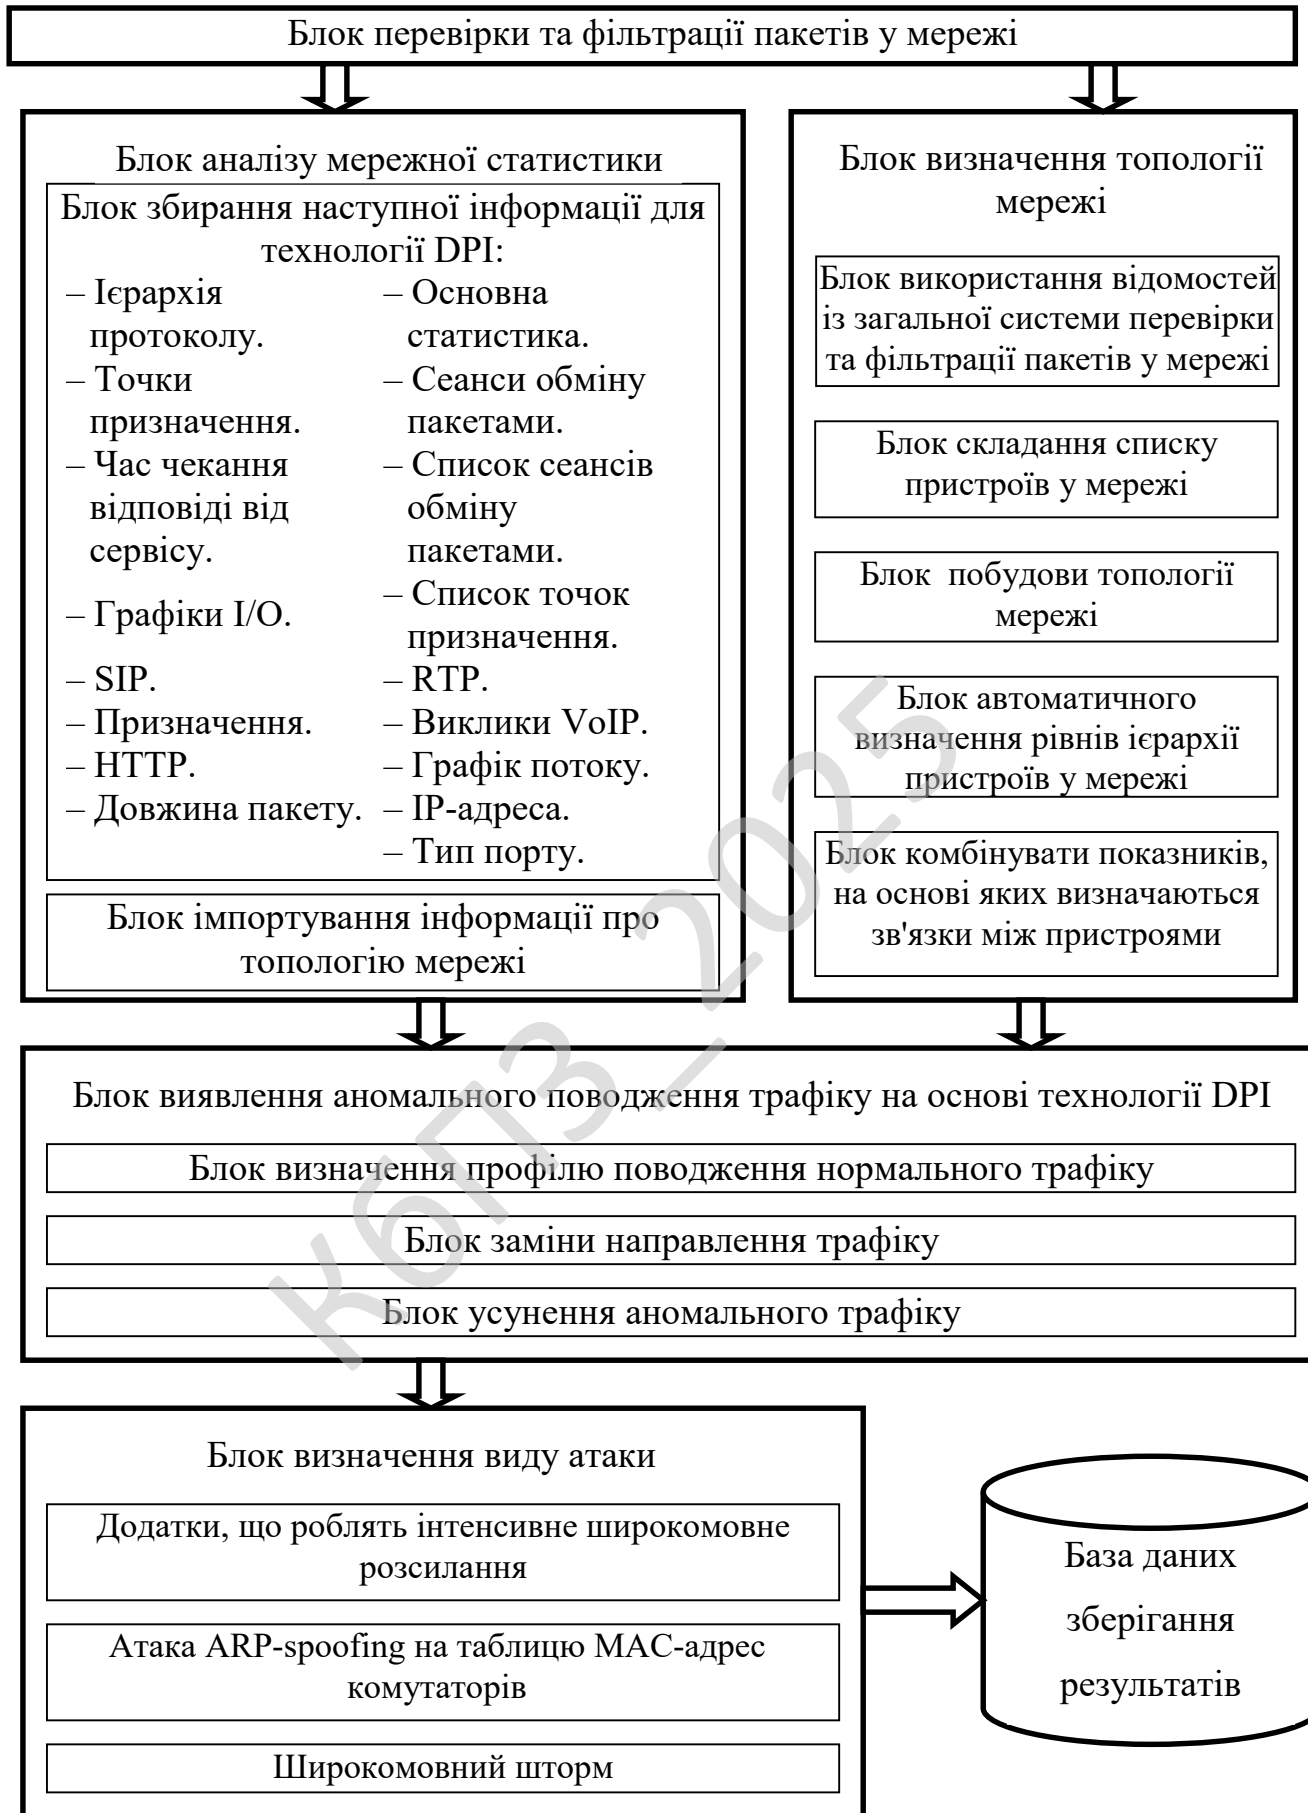 Блок перевірки та фільтрації пакетів у мережі
Блок аналізу мережної статистики
Блок збирання наступної інформації для
технології DPI:
– Ієрархія
протоколу.
– Точки
призначення.
– Час чекання
відповіді від
сервісу.
– Графіки І/О.
– SIP.
– Призначення.
– HTTP.
– Довжина пакету.
– Основна
статистика.
– Сеанси обміну
пакетами.
– Список сеансів
обміну
пакетами.
– Список точок
призначення.
– RTP.
– Виклики VoIP.
– Графік потоку.
– IP-адреса.
– Тип порту.
Блок імпортування інформації про
топологію мережі
Блок визначення топології
мережі
Блок використання відомостей
із загальної системи перевірки
та фільтрації пакетів у мережі
Блок складання списку
пристроїв у мережі
Блок  побудови топології
мережі
Блок автоматичного
визначення рівнів ієрархії
пристроїв у мережі
Блок комбінувати показників,
на основі яких визначаються
зв'язки між пристроями
Блок виявлення аномального поводження трафіку на основі технології DPI
Блок визначення профілю поводження нормального трафіку
Блок заміни направлення трафіку
Блок усунення аномального трафіку
Блок визначення виду атаки
Додатки, що роблять інтенсивне широкомовне
розсилання
Атака ARP-spoofing на таблицю MAC-адрес
комутаторів
Широкомовний шторм
База даних
зберігання
результатів
КбПЗ_2025